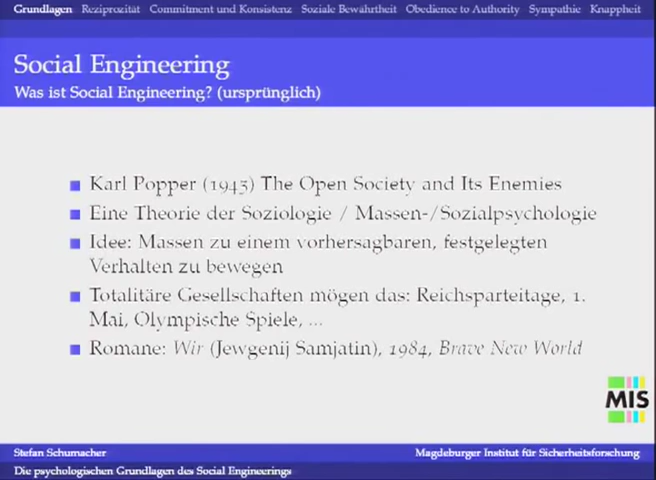 Grundlagen Reziprozität Commitment und Konsistenz Soziale Bewährtheit Obedience to Authority Sympathie Knappheit
Social Engineering
Was ist Social Engineering? (ursprünglich)
Karl Popper (1945) The Open Society and Its Enemies
Eine Theorie der Soziologie / Massen-/Sozialpsychologie
Idee: Massen zu einem vorhersagbaren, festgelegten
Verhalten zu bewegen
Totalitäre Gesellschaften mögen das: Reichsparteitage, 1.
Mai, Olympische Spiele, ...
Romane: Wir (Jewgenij Samjatin), 1984, Brave New World
MIS
Stefan Schumacher Magdeburger Institut für Sicherheitsforschung
Die psychologischen Grundlagen des Social Engineerings